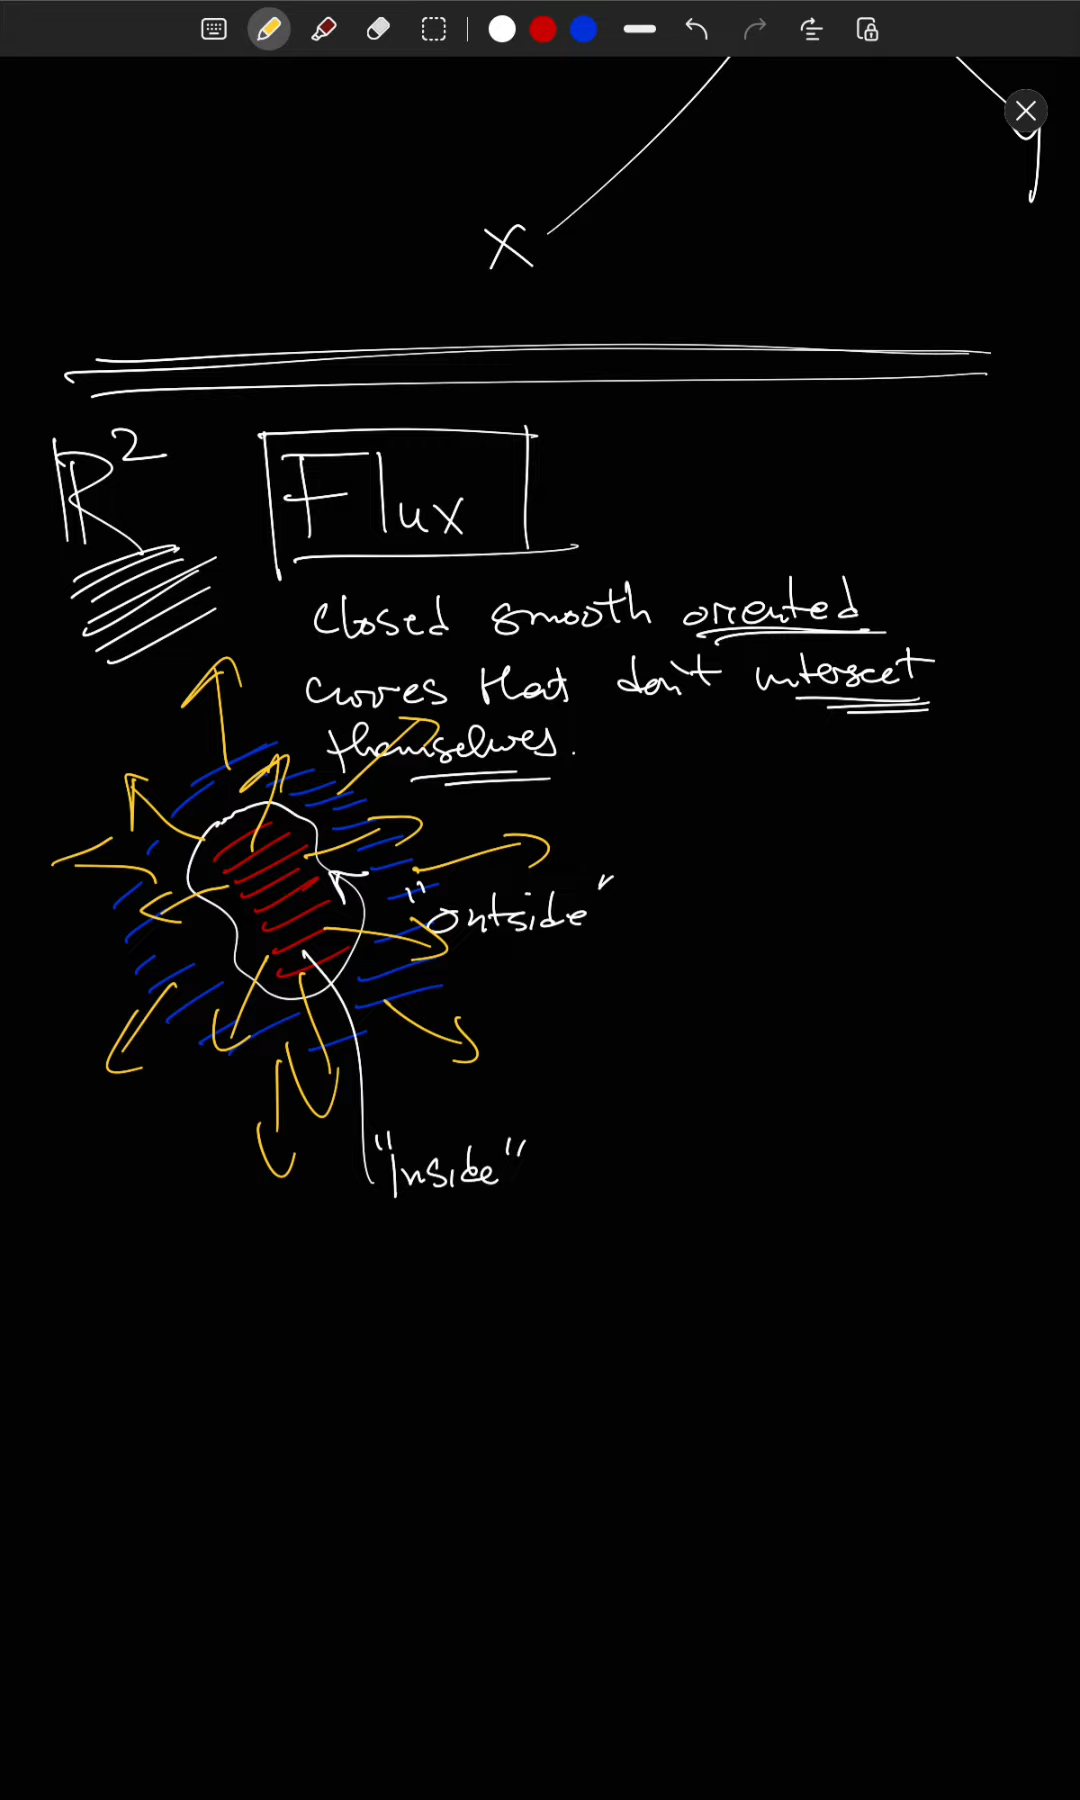 y
x
R²
Flux
closed smooth oriented
curves that don't intersect
themselves.
"outside"
"inside"